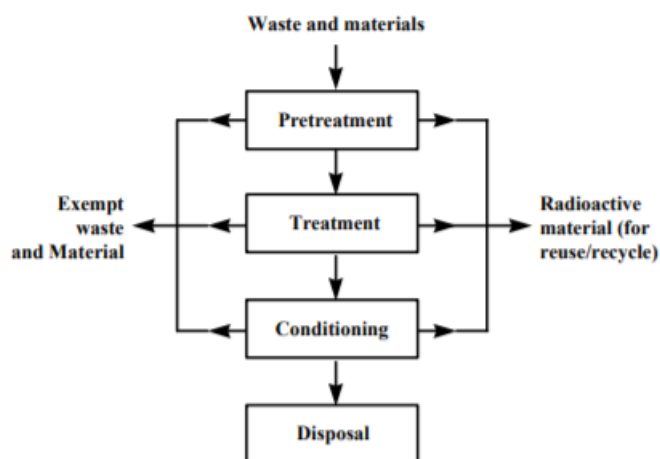 Waste and materials
Pretreatment
Exempt
waste
and Material
Treatment
Radioactive
material (for
reuse/recycle)
Conditioning
Disposal